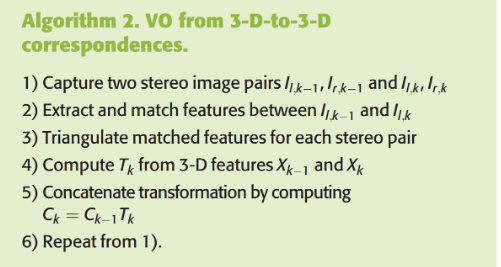 Algorithm 2. VO from 3-D-to-3-D
correspondences.
1) Capture two stereo image pairs I_{l,k−1}, I_{r,k−1} and I_{l,k}, I_{r,k}
2) Extract and match features between I_{l,k−1} and I_{l,k}
3) Triangulate matched features for each stereo pair
4) Compute T_k from 3-D features X_{k−1} and X_k
5) Concatenate transformation by computing
C_k = C_{k−1}T_k
6) Repeat from 1).